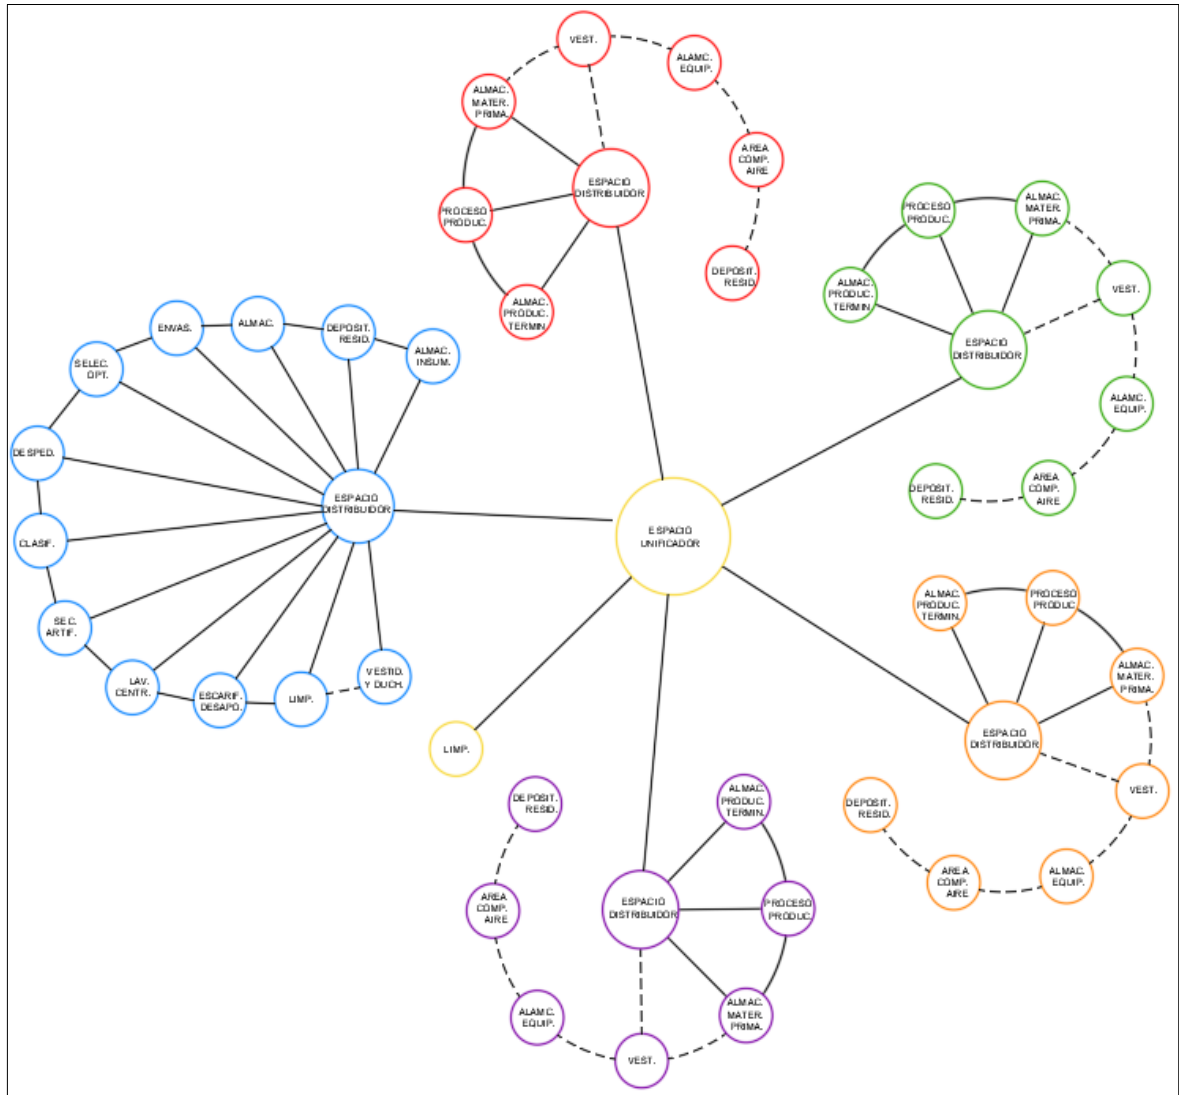 VEST.
ALAMC.
EQUIP.
ALMAC.
MATER.
PRIMA
AREA
COMP.
AIRE
ESPACIO
DISTRIBUIDOR
PROCESO
PRODUC.
DEPOSIT.
RESID.
ALMAC.
PRODUC.
TERMIN
PROCESO
PRODUC.
ALMAC.
MATER.
PRIMA.
ALMAC.
PRODUC.
TERMIN
VEST.
ESPACIO
DISTRIBUIDOR
ALAMC.
EQUIP.
AREA
COMP.
AIRE
DEPOSIT.
RESID.
ENVAS.
ALMAC.
DEPOSIT.
RESID.
ALMAC.
INSUM.
SELEC.
OPT.
DESPED.
ESPACIO
DISTRIBUIDOR
CLASIF.
SEC.
ARTIF.
LAV.
CENTR.
ESCARIF.
DESAPO.
LIMP.
VESTID.
Y DUCH.
ESPACIO
UNIFICADOR
LIMP.
ALMAC.
PRODUC.
TERMIN.
PROCESO
PRODUC
ALMAC.
MATER.
PRIMA.
ESPACIO
DISTRIBUIDOR
VEST.
DEPOSIT.
RESID.
AREA
COMP.
AIRE
ALMAC.
EQUIP.
DEPOSIT.
RESID.
ALMAC.
PRODUC.
TERMIN.
AREA
COMP.
AIRE
ESPACIO
DISTRIBUIDOR
PROCESO
PRODUC.
ALAMC.
EQUIP.
VEST.
ALMAC.
MATER.
PRIMA.